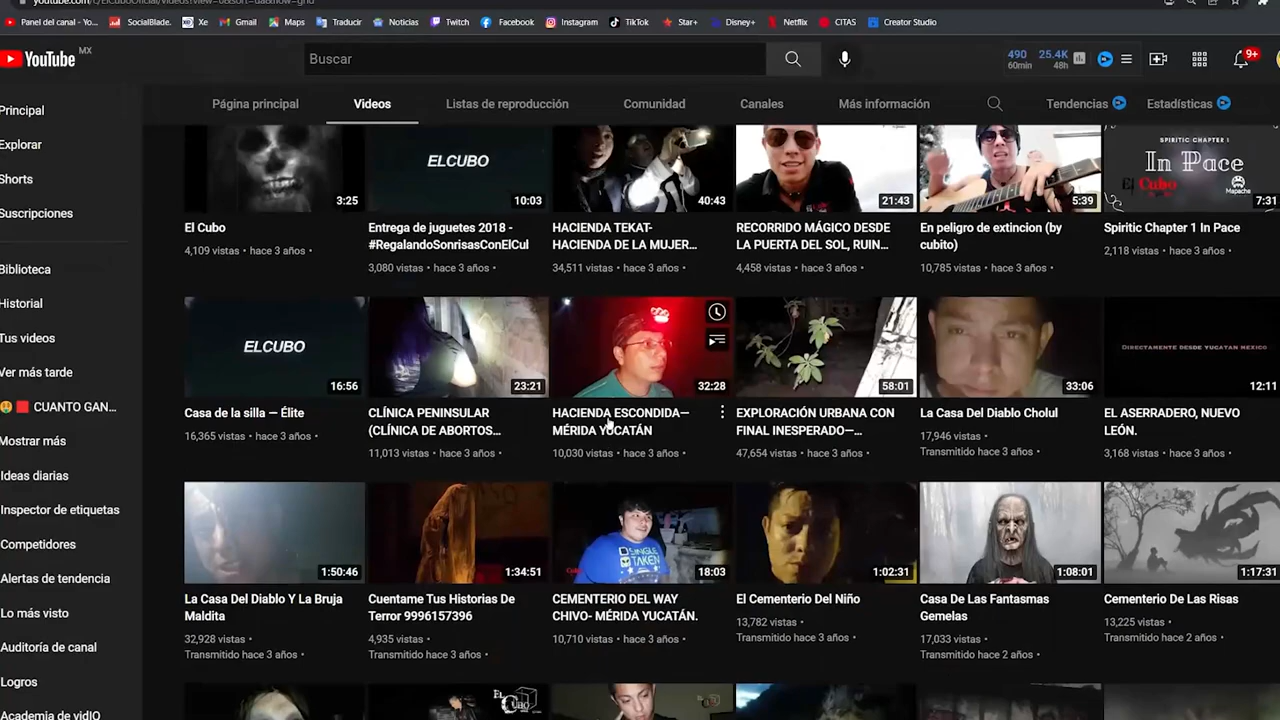 youtube.com/c/ElCuboOficial/videos?view=0&sort=da&flow=grid
Panel del canal - Yo... SocialBlade. Xe Gmail Maps Traducir Noticias Twitch Facebook Instagram TikTok Star+ Disney+ Netflix CITAS Creator Studio
YouTube MX
Buscar
490 25.4K
60min 48h
9+
Página principal Videos Listas de reproducción Comunidad Canales Más información Tendencias Estadísticas
Principal
Explorar
Shorts
Suscripciones
Biblioteca
Historial
Tus videos
Ver más tarde
CUANTO GAN...
Mostrar más
Ideas diarias
Inspector de etiquetas
Competidores
Alertas de tendencia
Lo más visto
Auditoría de canal
Logros
Academia de vidIQ
3:25
El Cubo
4,109 vistas • hace 3 años •
ELCUBO
10:03
Entrega de juguetes 2018 -
#RegalandoSonrisasConElCul
3,080 vistas • hace 3 años •
40:43
HACIENDA TEKAT-
HACIENDA DE LA MUJER...
34,511 vistas • hace 3 años •
21:43
RECORRIDO MÁGICO DESDE
LA PUERTA DEL SOL, RUIN...
4,458 vistas • hace 3 años •
5:39
En peligro de extincion (by
cubito)
10,785 vistas • hace 3 años •
SPIRITIC CHAPTER 1
In Pace
El Cubo
Mapache
7:31
Spiritic Chapter 1 In Pace
2,118 vistas • hace 3 años •
ELCUBO
16:56
Casa de la silla — Élite
16,365 vistas • hace 3 años •
23:21
CLÍNICA PENINSULAR
(CLÍNICA DE ABORTOS...
11,013 vistas • hace 3 años •
32:28
HACIENDA ESCONDIDA—
MÉRIDA YUCATÁN
10,030 vistas • hace 3 años •
58:01
EXPLORACIÓN URBANA CON
FINAL INESPERADO—...
47,654 vistas • hace 3 años •
33:06
La Casa Del Diablo Cholul
17,946 vistas •
Transmitido hace 3 años •
DIRECTAMENTE DESDE YUCATAN MEXICO
12:11
EL ASERRADERO, NUEVO
LEÓN.
3,168 vistas • hace 3 años •
1:50:46
La Casa Del Diablo Y La Bruja
Maldita
32,928 vistas •
Transmitido hace 3 años •
1:34:51
Cuentame Tus Historias De
Terror 9996157396
4,935 vistas •
Transmitido hace 3 años •
SINGLE
TAKEN
18:03
CEMENTERIO DEL WAY
CHIVO- MÉRIDA YUCATÁN.
10,710 vistas • hace 3 años •
1:02:31
El Cementerio Del Niño
13,782 vistas •
Transmitido hace 3 años •
1:08:01
Casa De Las Fantasmas
Gemelas
17,033 vistas •
Transmitido hace 2 años •
1:17:31
Cementerio De Las Risas
13,225 vistas •
Transmitido hace 2 años •
El Cubo